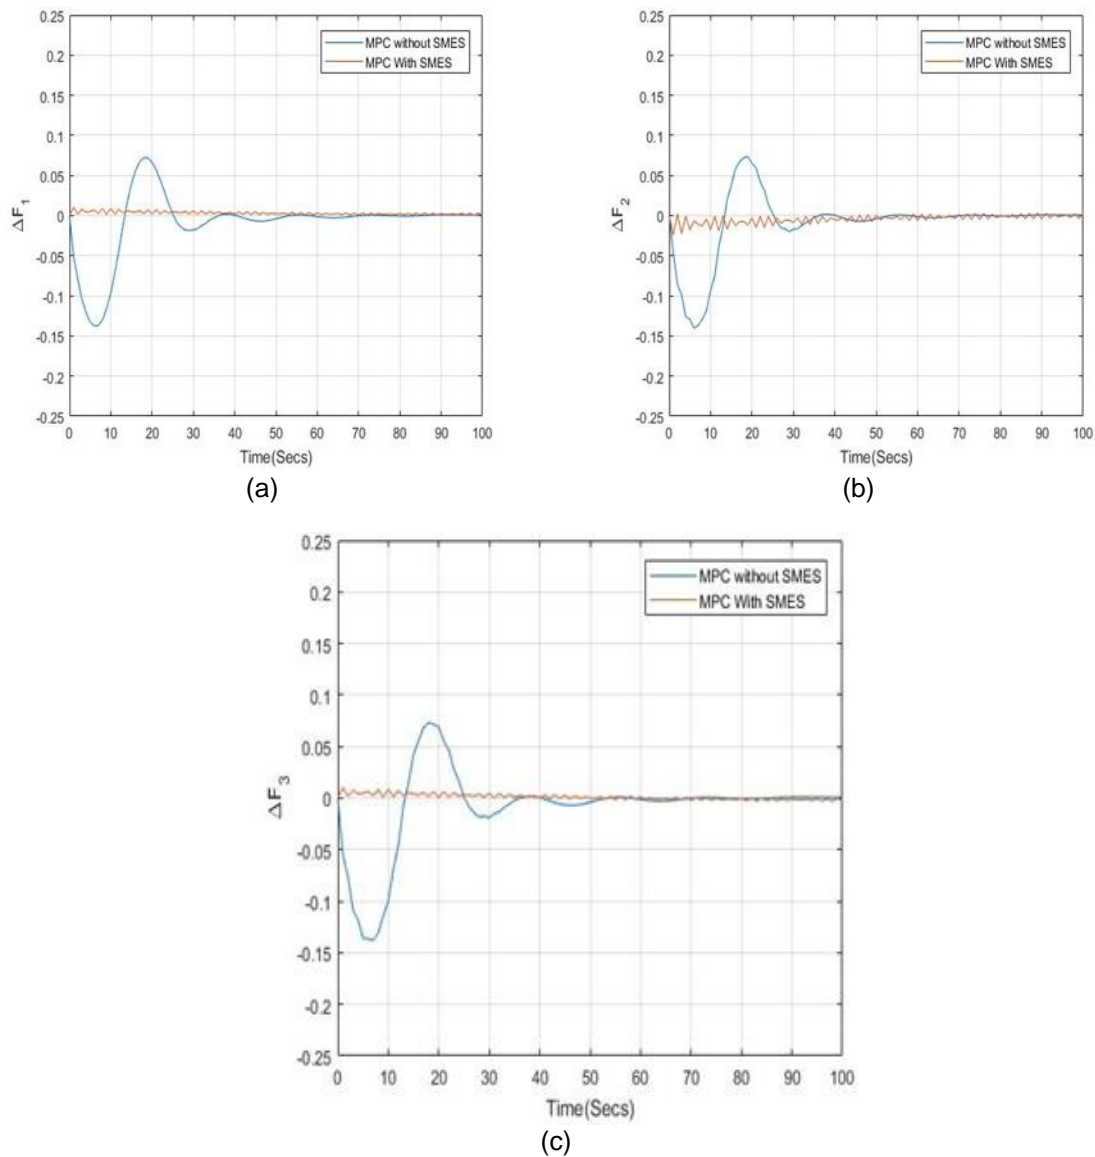 0.25
MPC without SMES
0.2
MPC With SMES
0.15
0.1
0.05
ΔF₁
0
-0.05
-0.1
-0.15
-0.2
-0.25
0 10 20 30 40 50 60 70 80 90 100
Time(Secs)
(a)
0.25
MPC without SMES
0.2
MPC With SMES
0.15
0.1
0.05
ΔF₂
0
-0.05
-0.1
-0.15
-0.2
-0.25
0 10 20 30 40 50 60 70 80 90 100
Time(Secs)
(b)
0.25
MPC without SMES
0.2
MPC With SMES
0.15
0.1
0.05
ΔF₃
0
-0.05
-0.1
-0.15
-0.2
-0.25
0 10 20 30 40 50 60 70 80 90 100
Time(Secs)
(c)